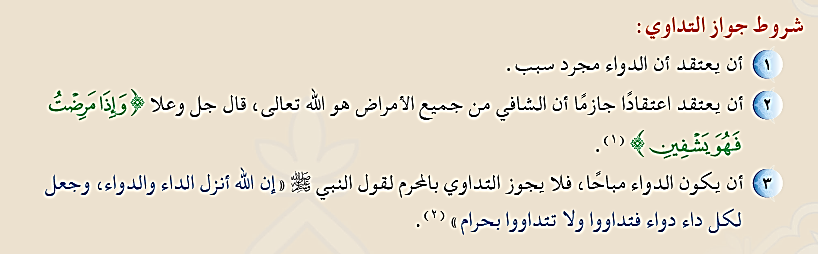 شروط جواز التداوي:
١ أن يعتقد أن الدواء مجرد سبب.
٢ أن يعتقد اعتقادًا جازمًا أن الشافي من جميع الأمراض هو الله تعالى، قال جل وعلا ﴿وَإِذَا مَرِضْتُ
فَهُوَ يَشْفِينِ﴾ (١).
٣ أن يكون الدواء مباحًا، فلا يجوز التداوي بالمحرم لقول النبي ﷺ «إن الله أنزل الداء والدواء، وجعل
لكل داء دواء فتداووا ولا تتداووا بحرام» (٢).